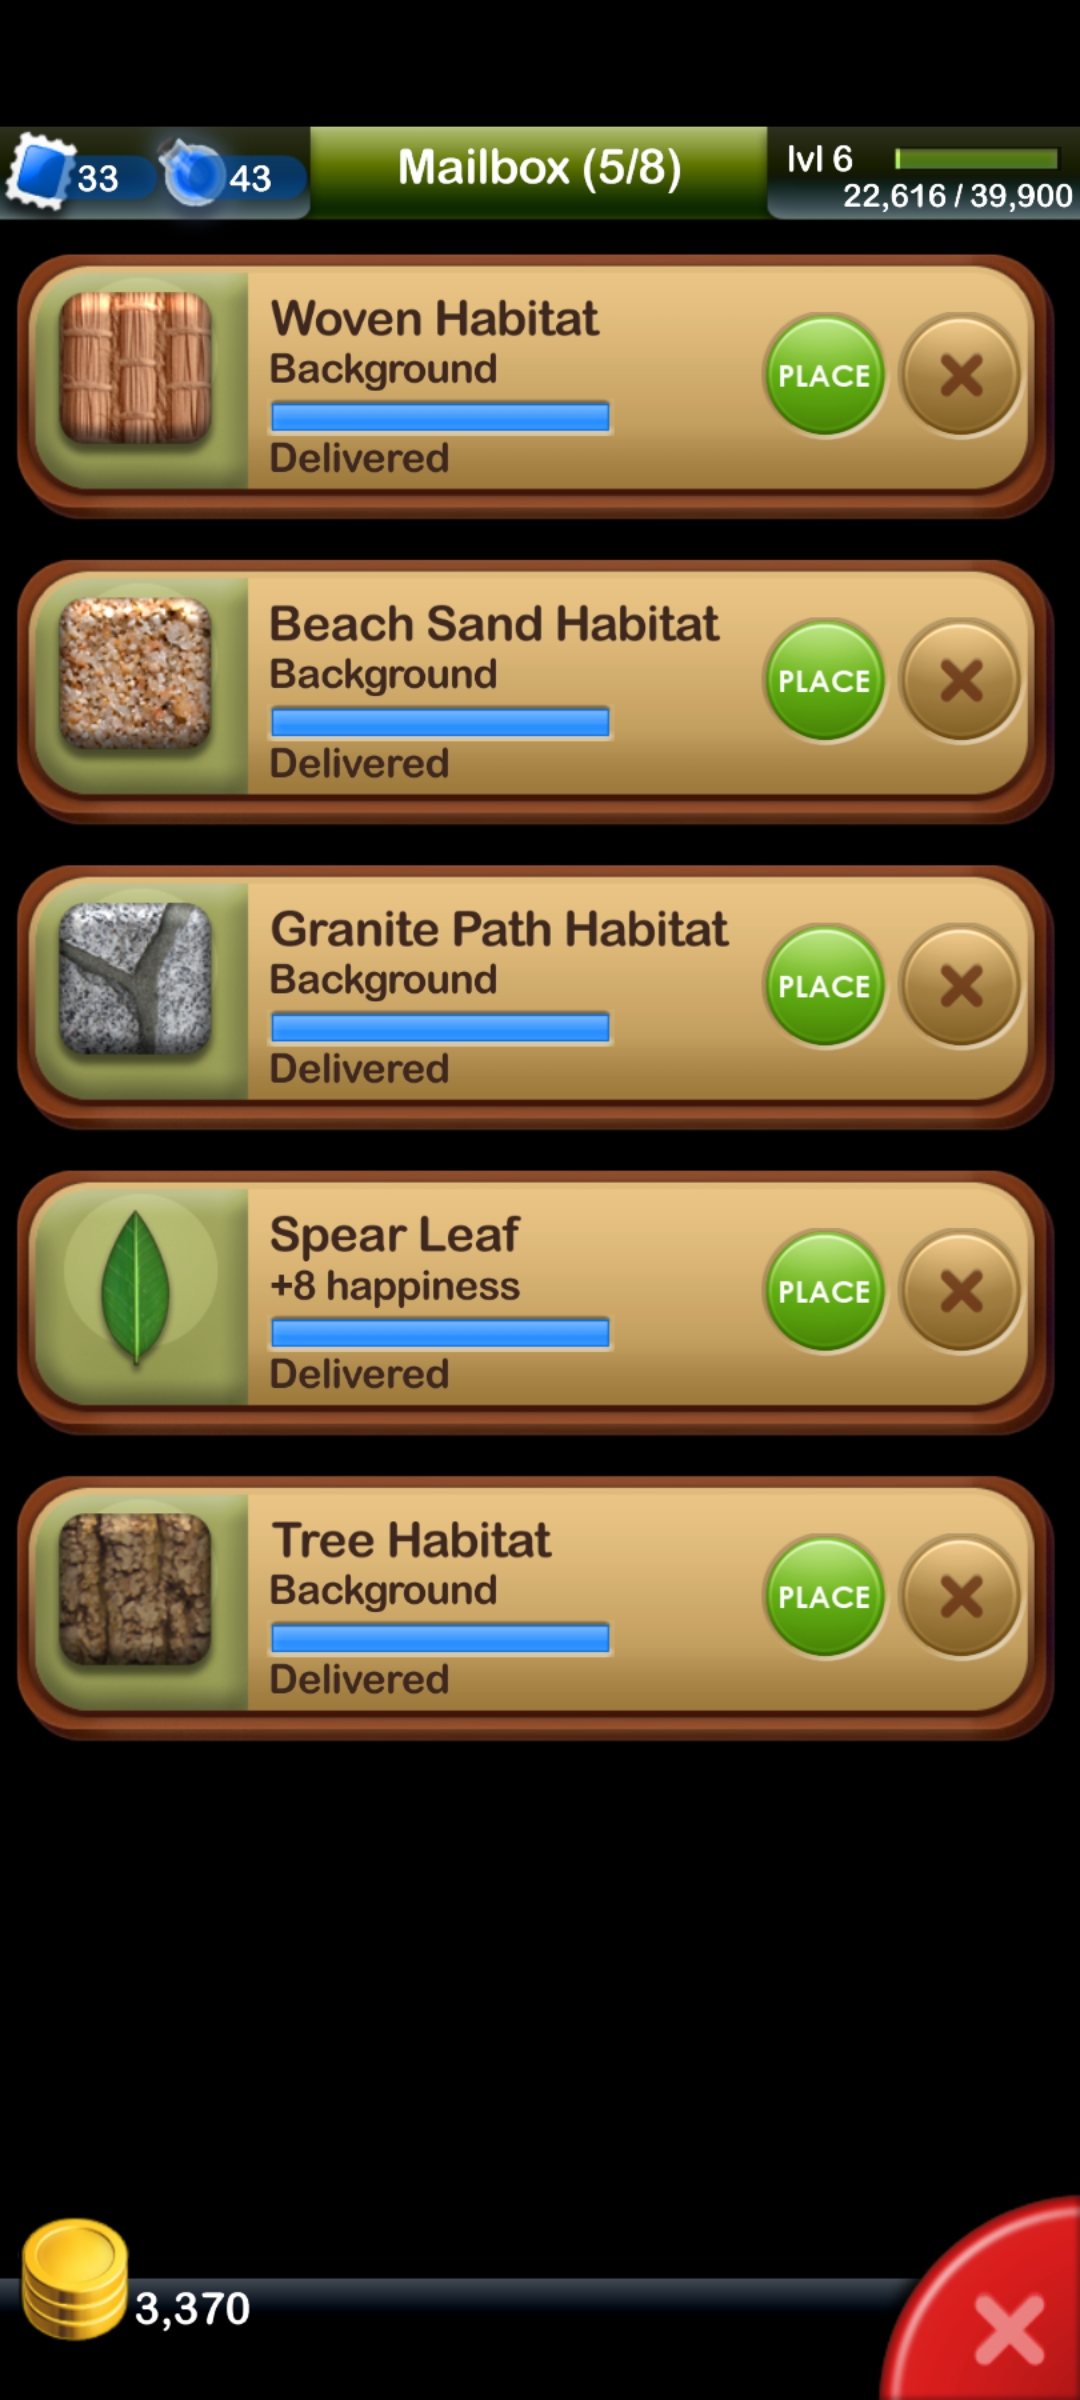 33
43
Mailbox (5/8)
lvl 6
22,616 / 39,900
Woven Habitat
Background
Delivered
PLACE
Beach Sand Habitat
Background
Delivered
PLACE
Granite Path Habitat
Background
Delivered
PLACE
Spear Leaf
+8 happiness
Delivered
PLACE
Tree Habitat
Background
Delivered
PLACE
3,370